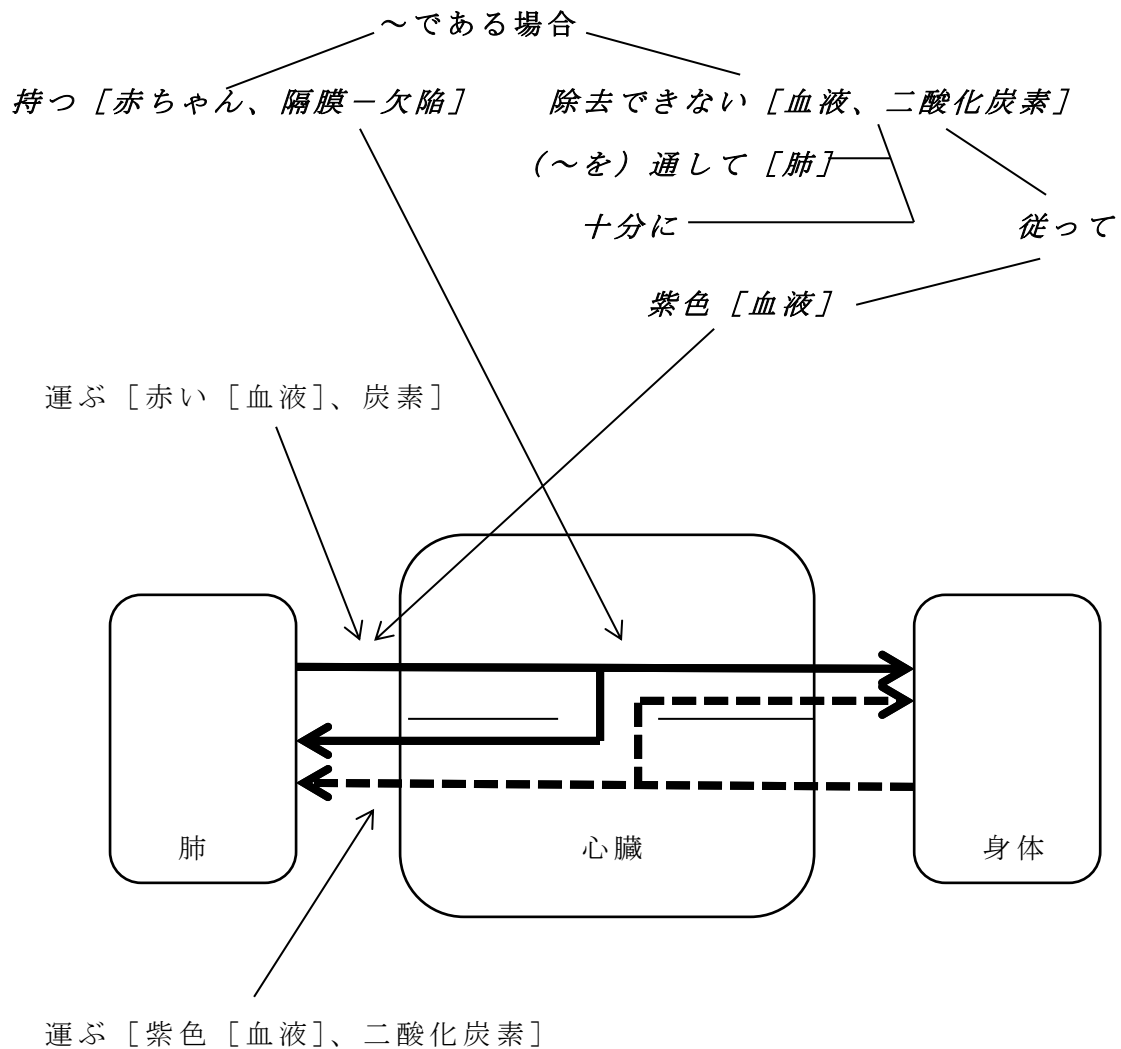 ～である場合
持つ［赤ちゃん、隔膜－欠陥］
除去できない［血液、二酸化炭素］
（～を）通して［肺］
十分に
従って
紫色［血液］
運ぶ［赤い［血液］、炭素］
肺
心臓
身体
運ぶ［紫色［血液］、二酸化炭素］